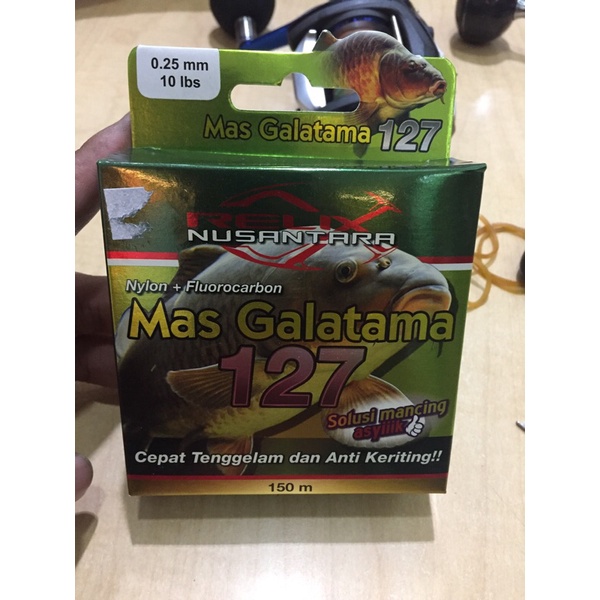 0.25 mm
10 lbs
Mas Galatama 127
RELIX
NUSANTARA
Nylon + Fluorocarbon
Mas Galatama
127
Solusi mancing
asyiiik
Cepat Tenggelam dan Anti Keriting!!
150 m